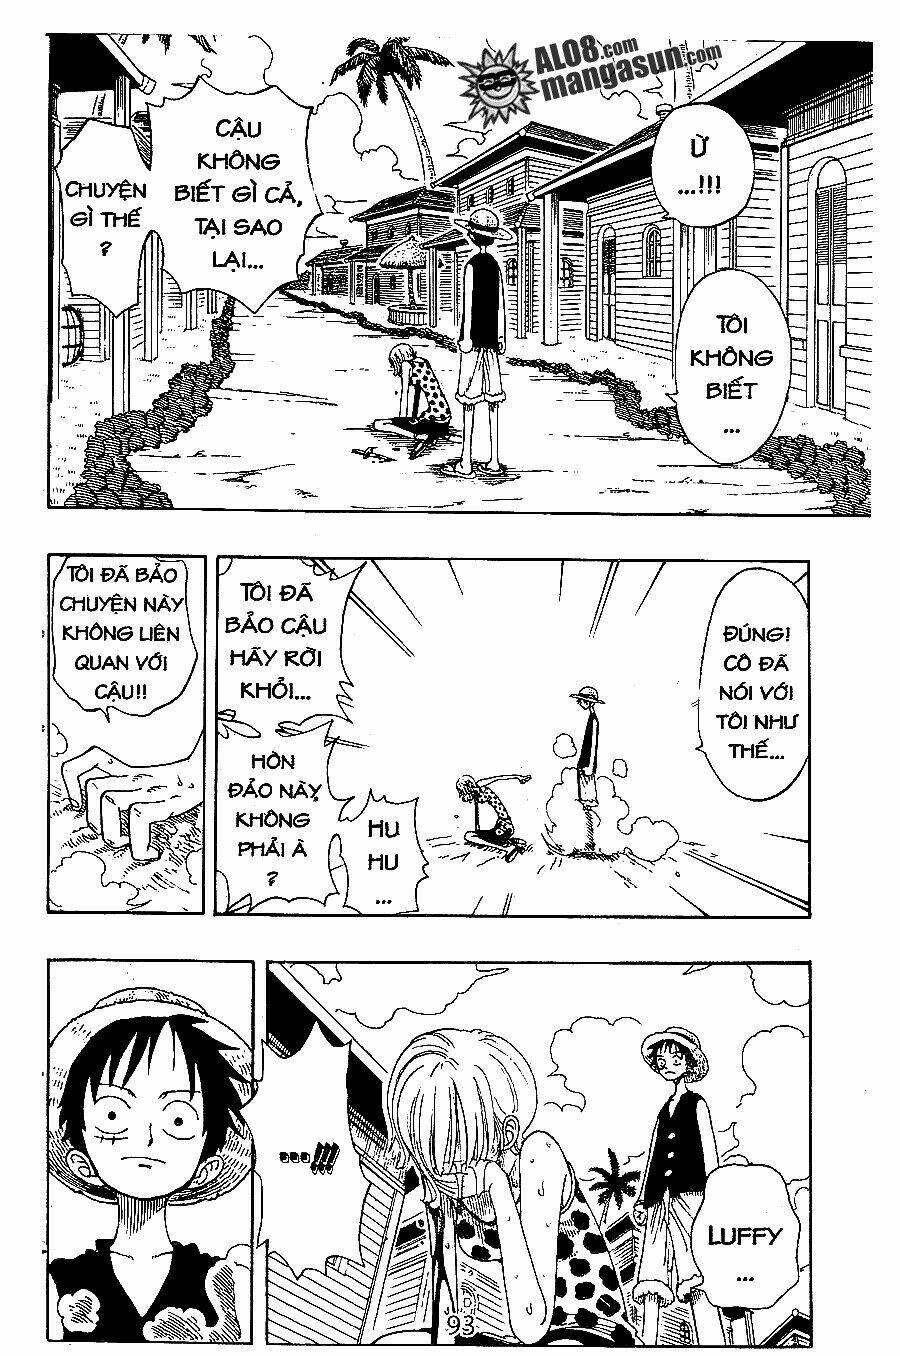 AL08.com
mangasun.com
Ừ
...!!!
TÔI
KHÔNG
BIẾT
...
CẬU
KHÔNG
BIẾT GÌ CẢ,
TẠI SAO
LẠI...
CHUYỆN
GÌ THẾ
?
ĐÚNG!
CÔ ĐÃ
NÓI VỚI
TÔI NHƯ
THẾ...
TÔI ĐÃ
BẢO CẬU
HÃY RỜI
KHỎI...
HÒN
ĐẢO NÀY,
KHÔNG
PHẢI À
?
HU
HU
...
TÔI ĐÃ BẢO
CHUYỆN NÀY
KHÔNG LIÊN
QUAN VỚI
CẬU!!
LUFFY
...
...!!!
93